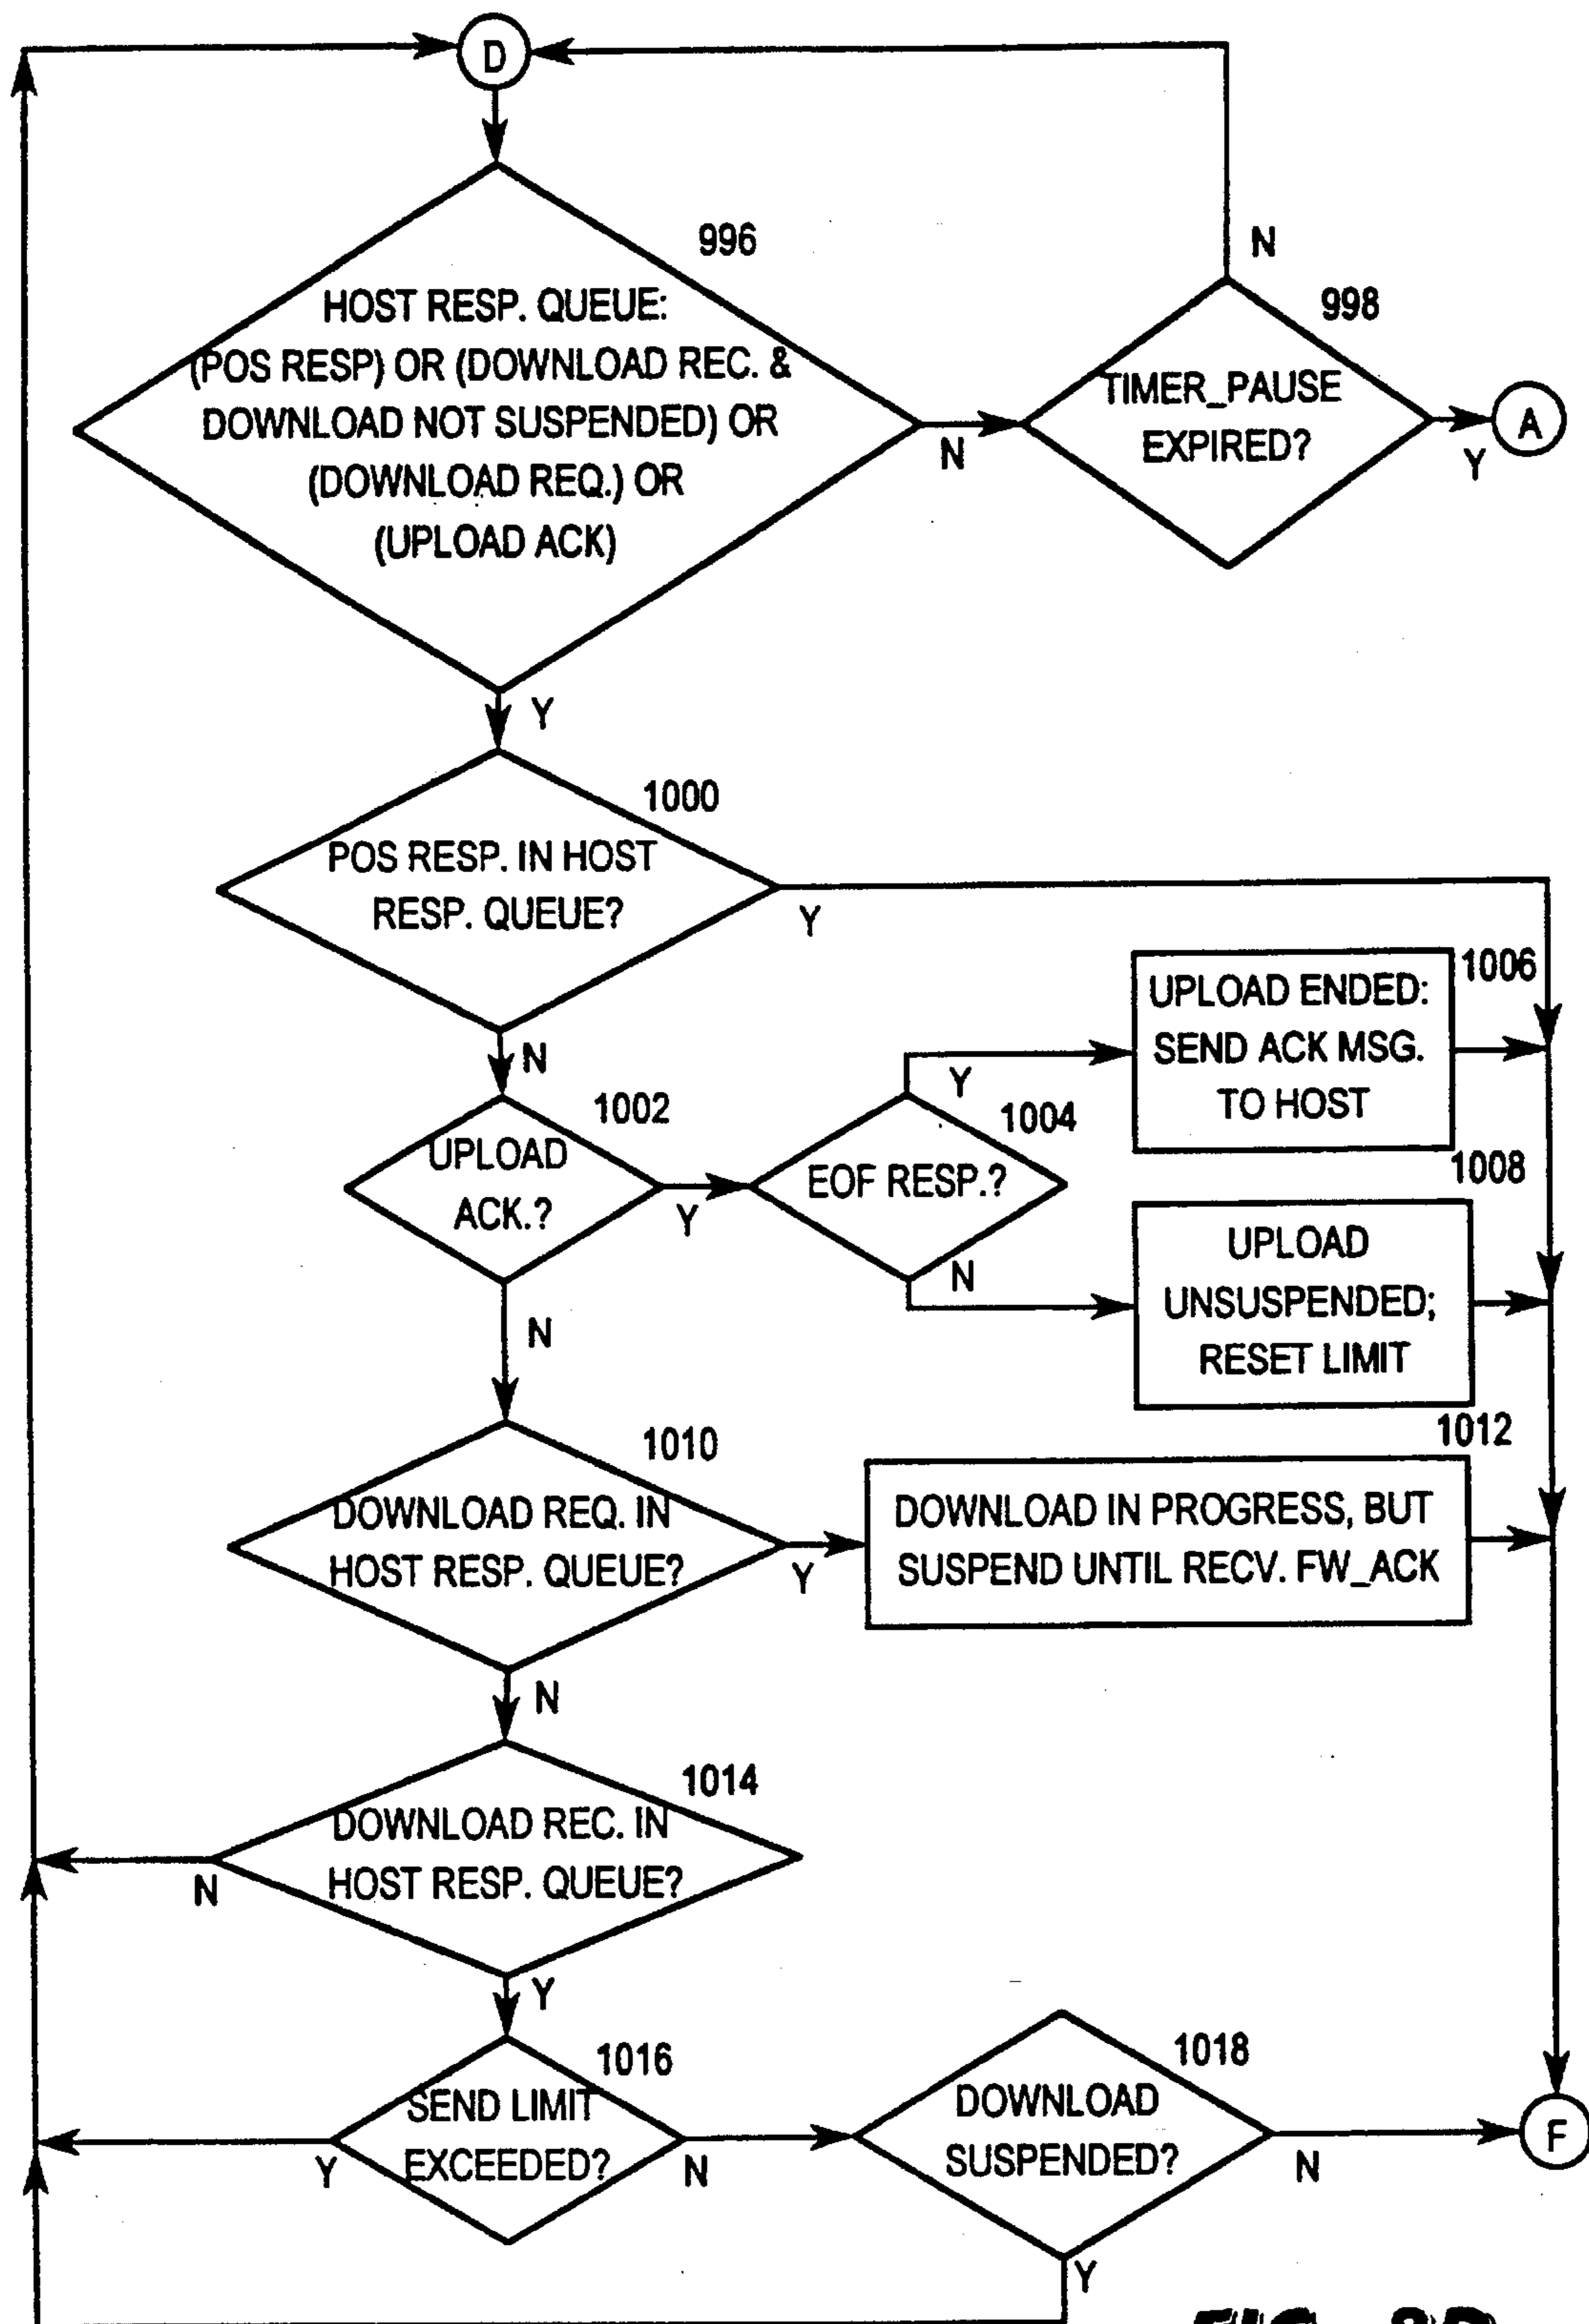 D
996
HOST RESP. QUEUE:
(POS RESP) OR (DOWNLOAD REC. &
DOWNLOAD NOT SUSPENDED) OR
(DOWNLOAD REQ.) OR
(UPLOAD ACK)
N
998
TIMER_PAUSE
EXPIRED?
N
Y
A
Y
1000
POS RESP. IN HOST
RESP. QUEUE?
Y
N
1002
UPLOAD
ACK.?
Y
N
1004
EOF RESP.?
Y
N
1006
UPLOAD ENDED:
SEND ACK MSG.
TO HOST
1008
UPLOAD
UNSUSPENDED;
RESET LIMIT
1010
DOWNLOAD REQ. IN
HOST RESP. QUEUE?
Y
N
1012
DOWNLOAD IN PROGRESS, BUT
SUSPEND UNTIL RECV. FW_ACK
1014
DOWNLOAD REC. IN
HOST RESP. QUEUE?
N
Y
1016
SEND LIMIT
EXCEEDED?
Y
N
1018
DOWNLOAD
SUSPENDED?
N
F
Y